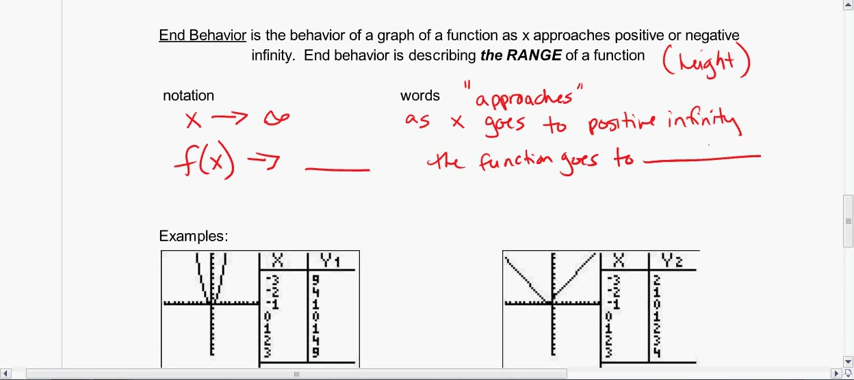 End Behavior is the behavior of a graph of a function as x approaches positive or negative
infinity. End behavior is describing the RANGE of a function (height)
notation
words "approaches"
x → ∞
as x goes to positive infinity
f(x) → ____
the function goes to ________
Examples:
X Y1
-3 9
-2 4
-1 1
0 0
1 1
2 4
3 9
X Y2
-3 2
-2 1
-1 0
0 1
1 2
2 3
3 4